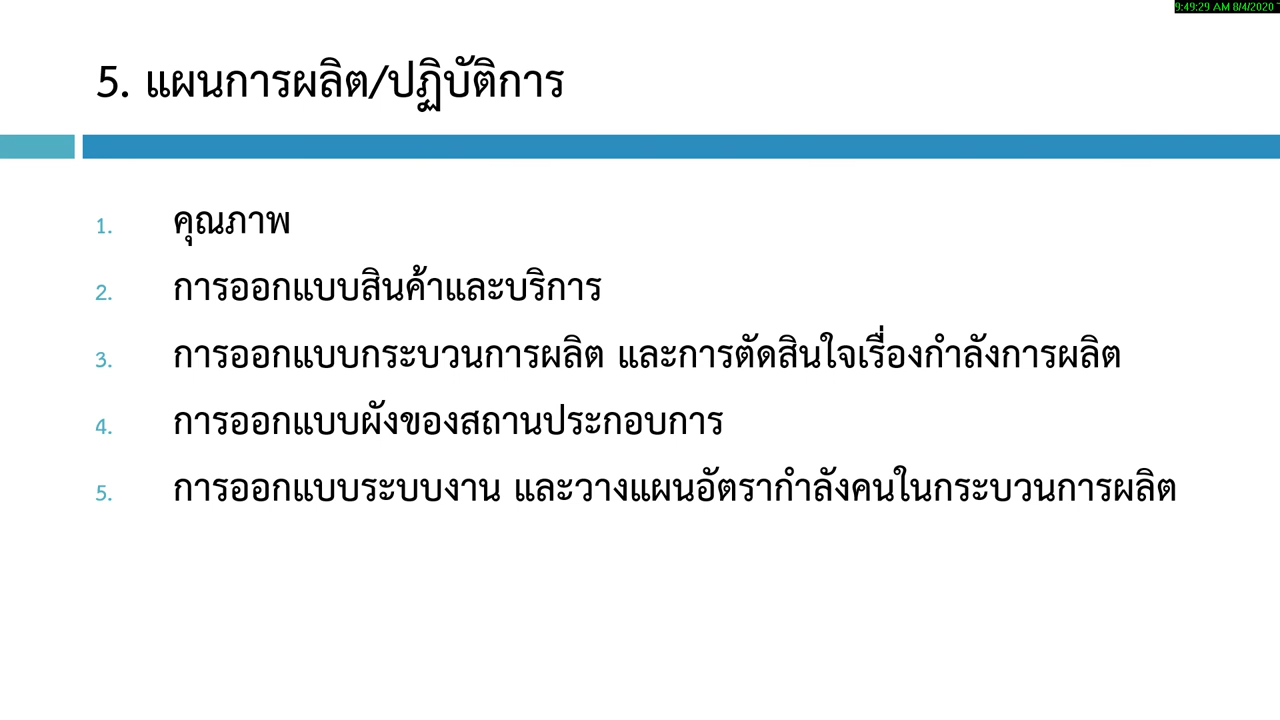 9:49:29 AM 8/4/2020
5. แผนการผลิต/ปฏิบัติการ
1. คุณภาพ
2. การออกแบบสินค้าและบริการ
3. การออกแบบกระบวนการผลิต และการตัดสินใจเรื่องกำลังการผลิต
4. การออกแบบผังของสถานประกอบการ
5. การออกแบบระบบงาน และวางแผนอัตรากำลังคนในกระบวนการผลิต